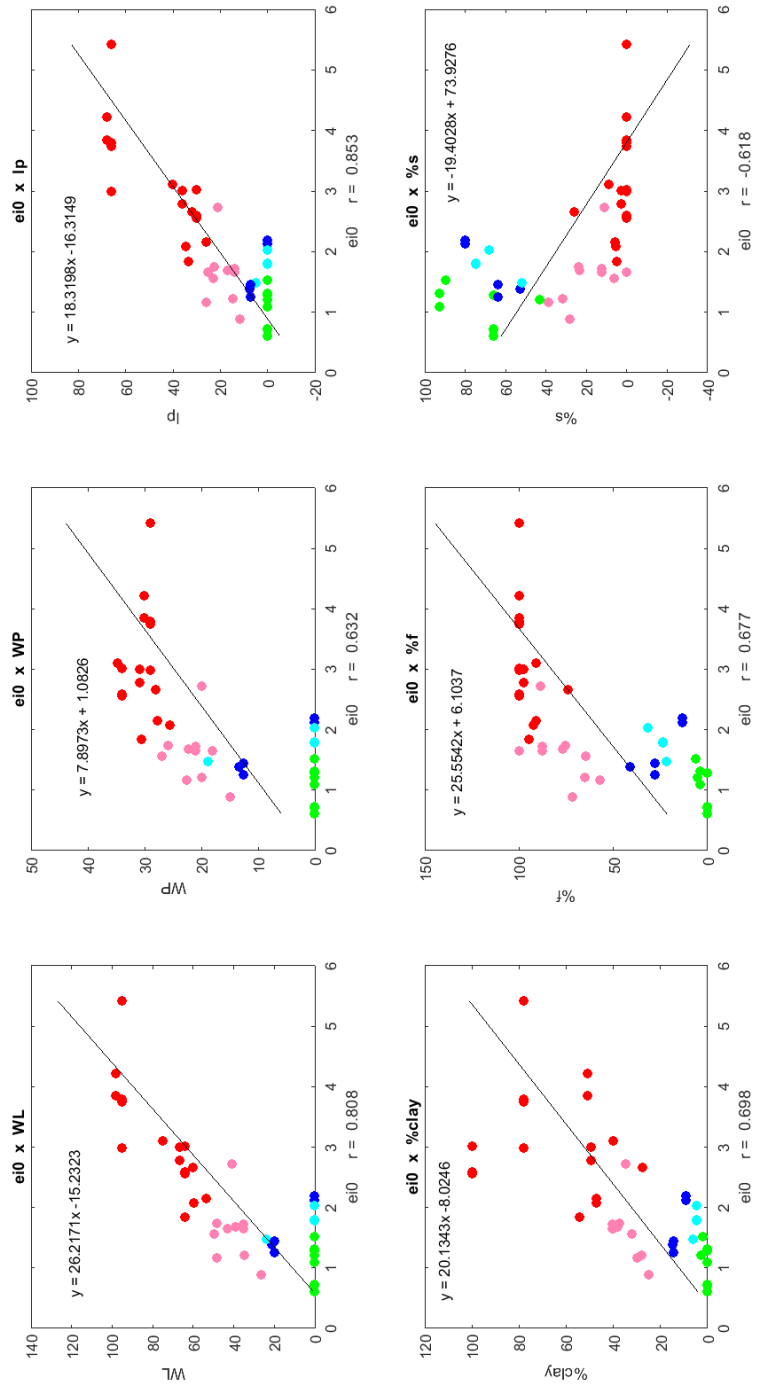 ei0 x WL
y = 26.2171x -15.2323
WL
140
120
100
80
60
40
20
0
0 1 2 3 4 5 6
ei0 r = 0.808
ei0 x WP
y = 7.8973x + 1.0826
WP
50
40
30
20
10
0
0 1 2 3 4 5 6
ei0 r = 0.632
ei0 x Ip
y = 18.3198x -16.3149
Ip
100
80
60
40
20
0
-20
0 1 2 3 4 5 6
ei0 r = 0.853
ei0 x %clay
y = 20.1343x -8.0246
%clay
120
100
80
60
40
20
0
0 1 2 3 4 5 6
ei0 r = 0.698
ei0 x %f
y = 25.5542x + 6.1037
%f
150
100
50
0
0 1 2 3 4 5 6
ei0 r = 0.677
ei0 x %s
y = -19.4028x + 73.9276
%s
100
80
60
40
20
0
-20
-40
0 1 2 3 4 5 6
ei0 r = -0.618